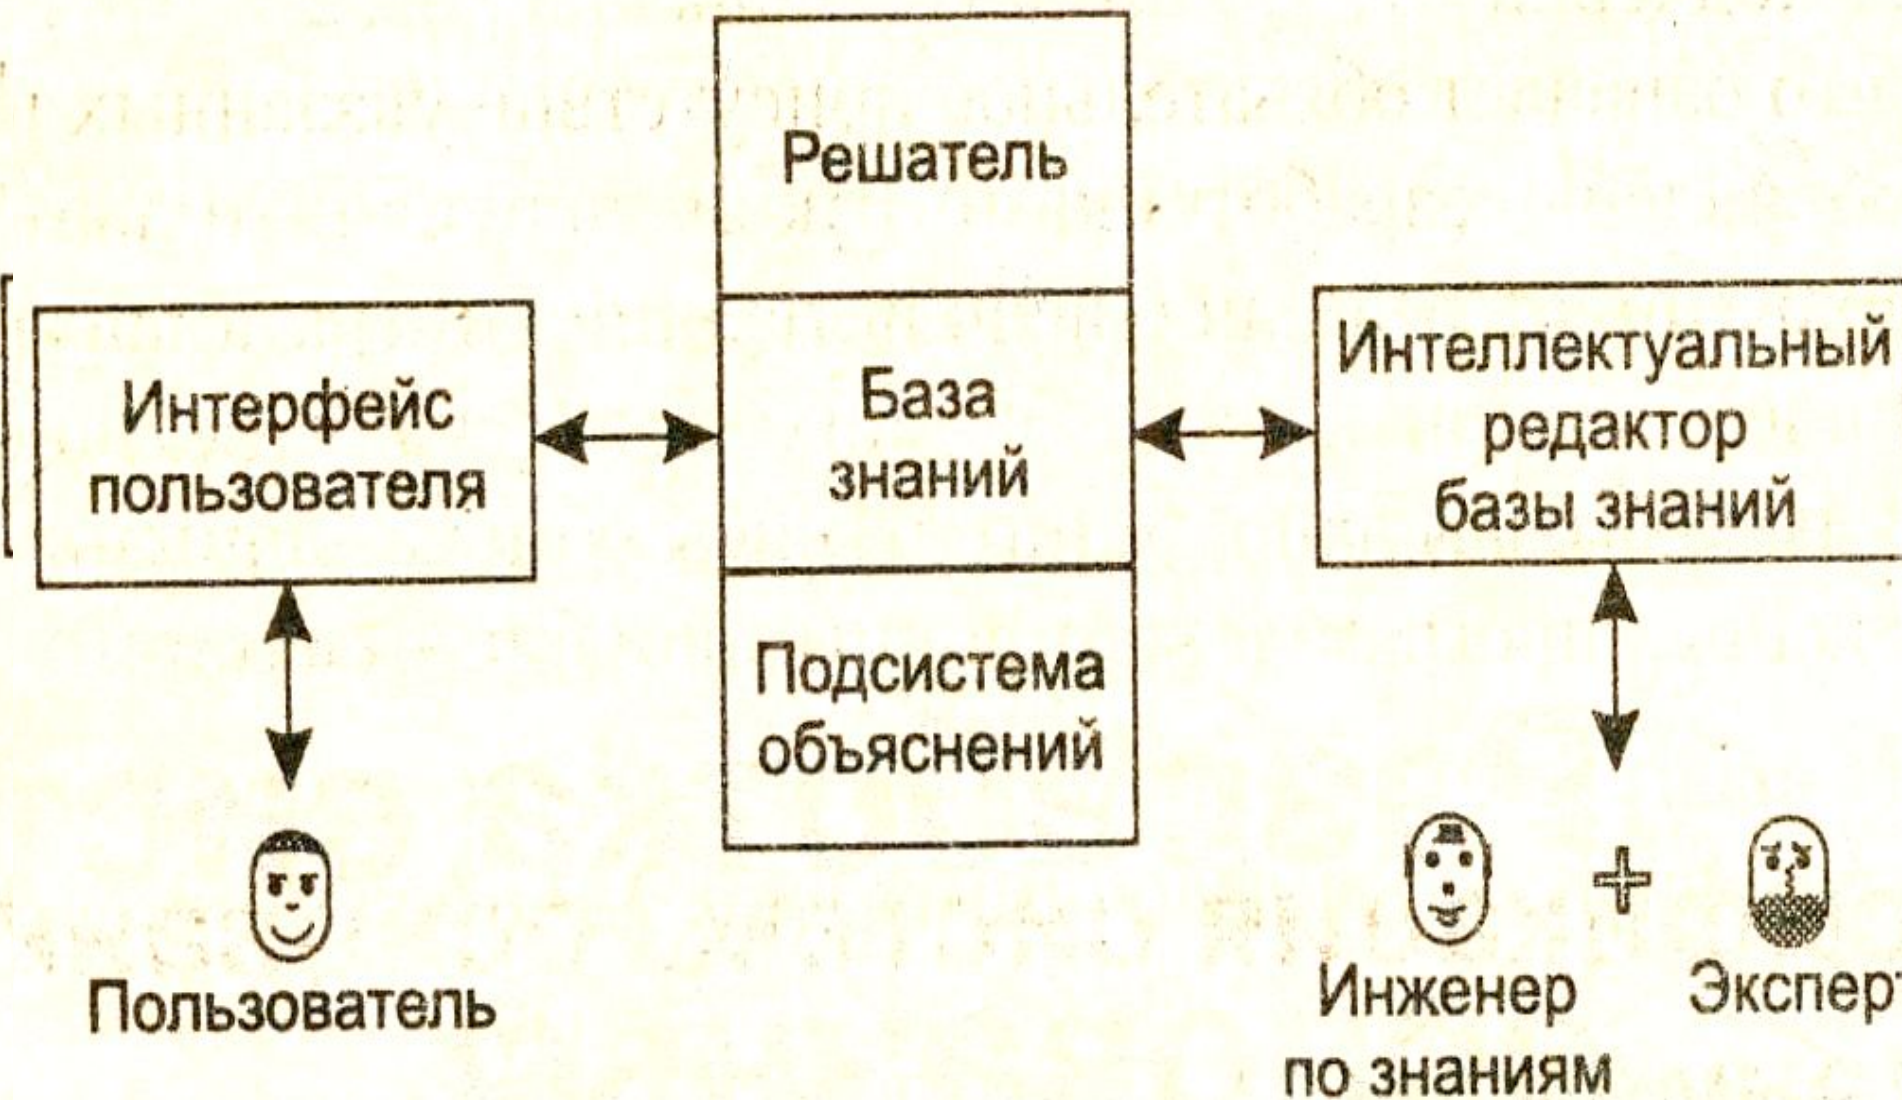 Решатель
Интерфейс
пользователя
База
знаний
Интеллектуальный
редактор
базы знаний
Подсистема
объяснений
Пользователь
Инженер
по знаниям
+
Эксперт